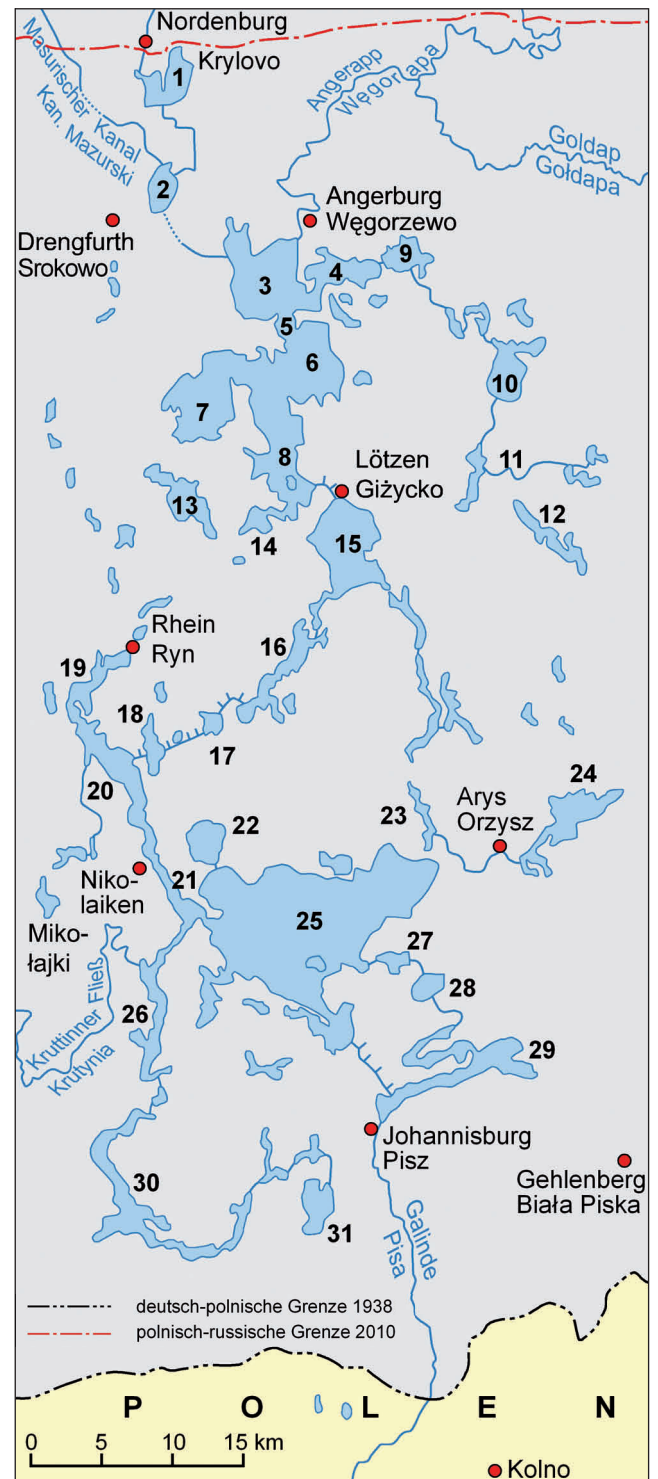 Nordenburg
Krylovo
1
Masurischer Kanal
Kan. Mazurski
Angerapp
Węgorapa
Goldap
Gołdapa
2
Drengfurth
Srokowo
Angerburg
Węgorzewo
3
4
9
5
6
7
10
8
11
Lötzen
Giżycko
12
13
14
15
Rhein
Ryn
16
19
18
17
20
24
23
Arys
Orzysz
22
Niko-
laiken
21
Miko-
łajki
25
27
28
Kruttinner Fließ
Krutynia
26
29
Johannisburg
Pisz
Gehlenberg
Biała Piska
30
31
Galinde
Pisa
deutsch-polnische Grenze 1938
polnisch-russische Grenze 2010
P O L E N
0 5 10 15 km
Kolno